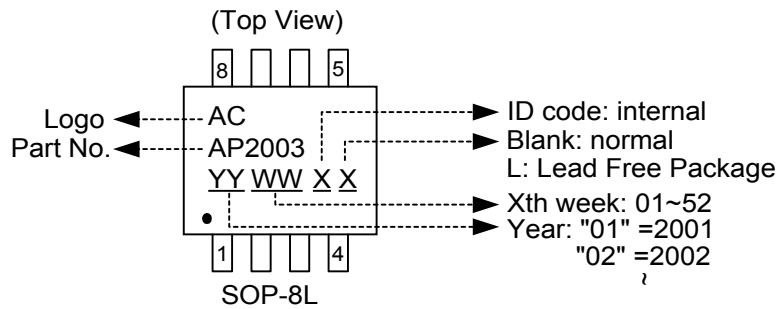 (Top View)
8 5
Logo AC ID code: internal
Part No. AP2003 Blank: normal
L: Lead Free Package
YY WW X X
Xth week: 01~52
Year: "01" =2001
"02" =2002
~
1 4
SOP-8L